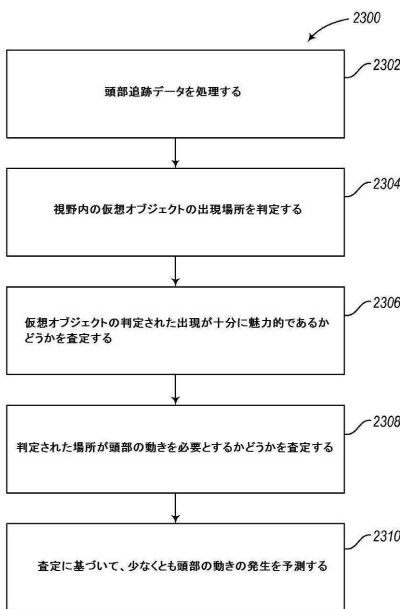 2300
2302
頭部追跡データを処理する
2304
視野内の仮想オブジェクトの出現場所を判定する
2306
仮想オブジェクトの判定された出現が十分に魅力的であるか
どうかを査定する
2308
判定された場所が頭部の動きを必要とするかどうかを査定する
2310
査定に基づいて、少なくとも頭部の動きの発生を予測する